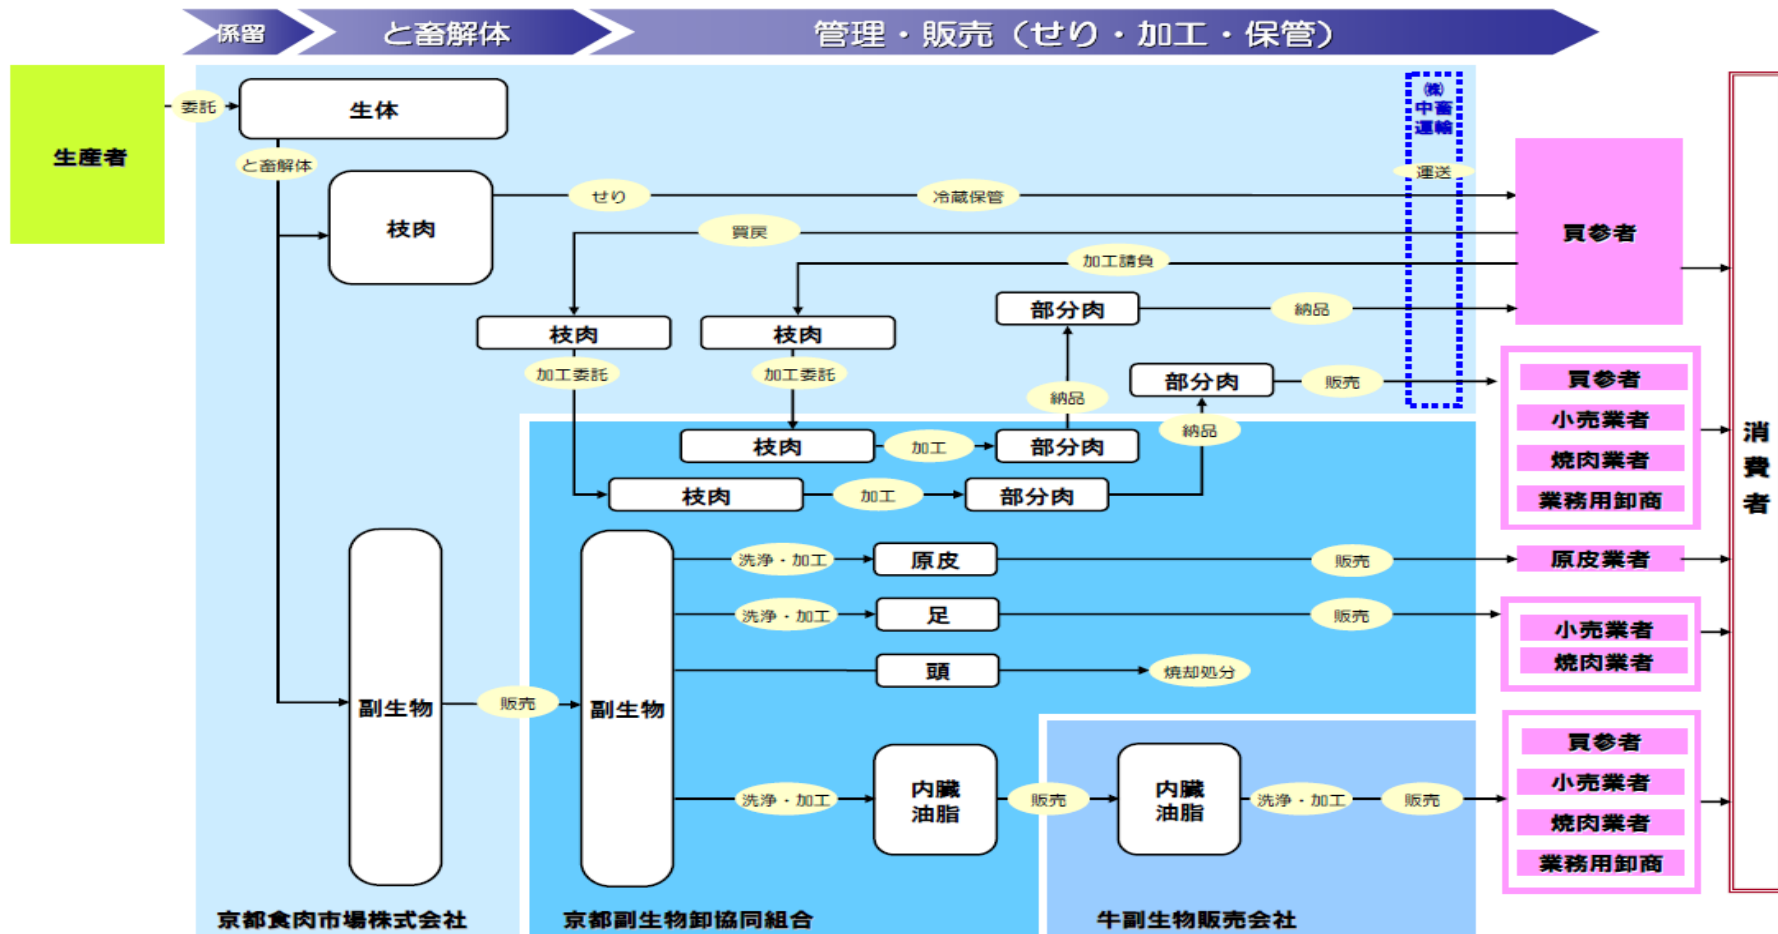 係留
と畜解体
管理・販売（せり・加工・保管）
生産者
委託
生体
と畜解体
枝肉
せり
冷蔵保管
㈱
中畜
運輸
運送
買参者
買戻
加工請負
枝肉
枝肉
部分肉
納品
加工委託
加工委託
部分肉
販売
納品
納品
枝肉
加工
部分肉
枝肉
加工
部分肉
買参者
小売業者
焼肉業者
業務用卸商
消
費
者
副生物
販売
副生物
洗浄・加工
原皮
販売
原皮業者
洗浄・加工
足
販売
小売業者
焼肉業者
頭
焼却処分
洗浄・加工
内臓
油脂
販売
内臓
油脂
洗浄・加工
販売
買参者
小売業者
焼肉業者
業務用卸商
京都食肉市場株式会社
京都副生物卸協同組合
牛副生物販売会社